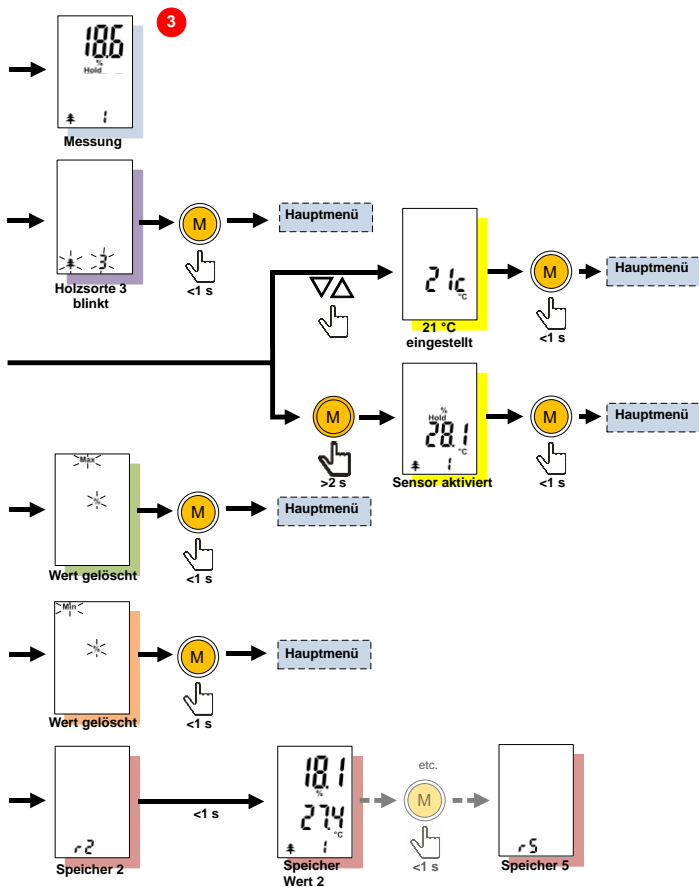 3
18.6
%
Hold
1
Messung
3
Holzsorte 3
blinkt
M
<1 s
Hauptmenü
21c
°C
21 °C
eingestellt
M
<1 s
Hauptmenü
M
>2 s
%
Hold
28.1
°C
1
Sensor aktiviert
M
<1 s
Hauptmenü
Max
%
Wert gelöscht
M
<1 s
Hauptmenü
Min
%
Wert gelöscht
M
<1 s
Hauptmenü
r2
Speicher 2
<1 s
18.1
%
27.4
°C
1
Speicher
Wert 2
etc.
M
<1 s
r5
Speicher 5